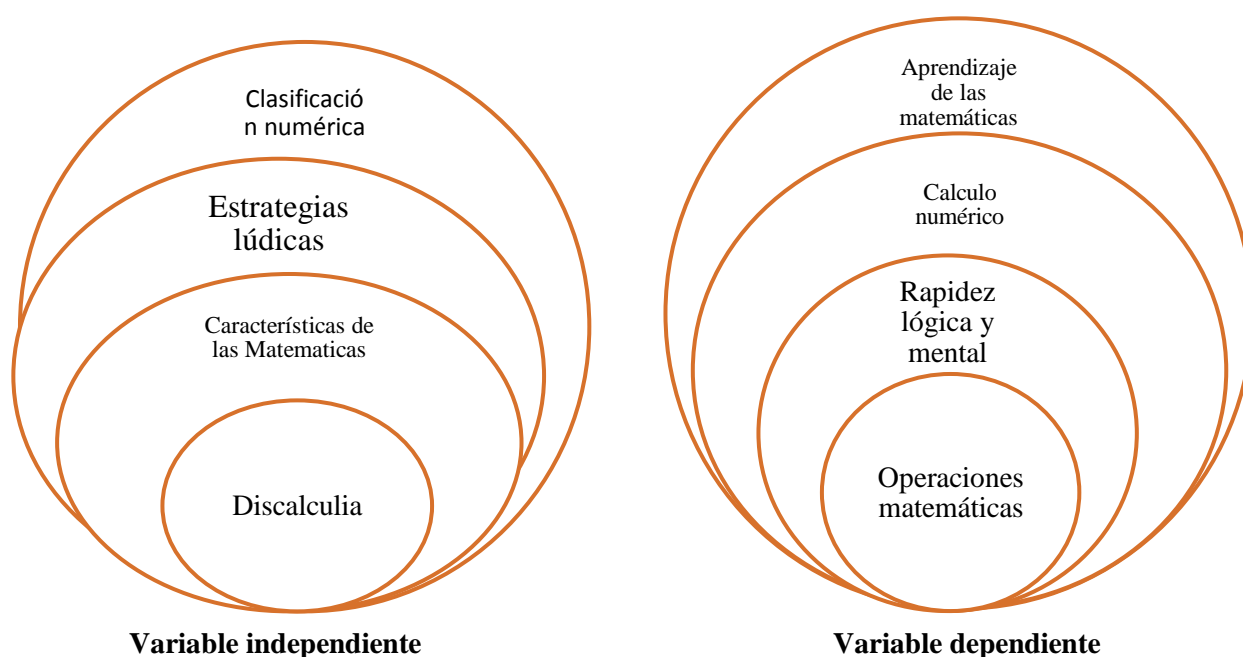 Clasificació
n numérica
Estrategias
lúdicas
Características de
las Matematicas
Discalculia
Variable independiente
Aprendizaje
de las
matemáticas
Calculo
numérico
Rapidez
lógica y
mental
Operaciones
matemáticas
Variable dependiente